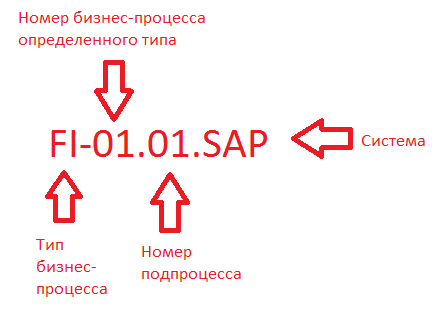 Номер бизнес-процесса
определенного типа
FI-01.01.SAP
Система
Тип
бизнес-
процесса
Номер
подпроцесса